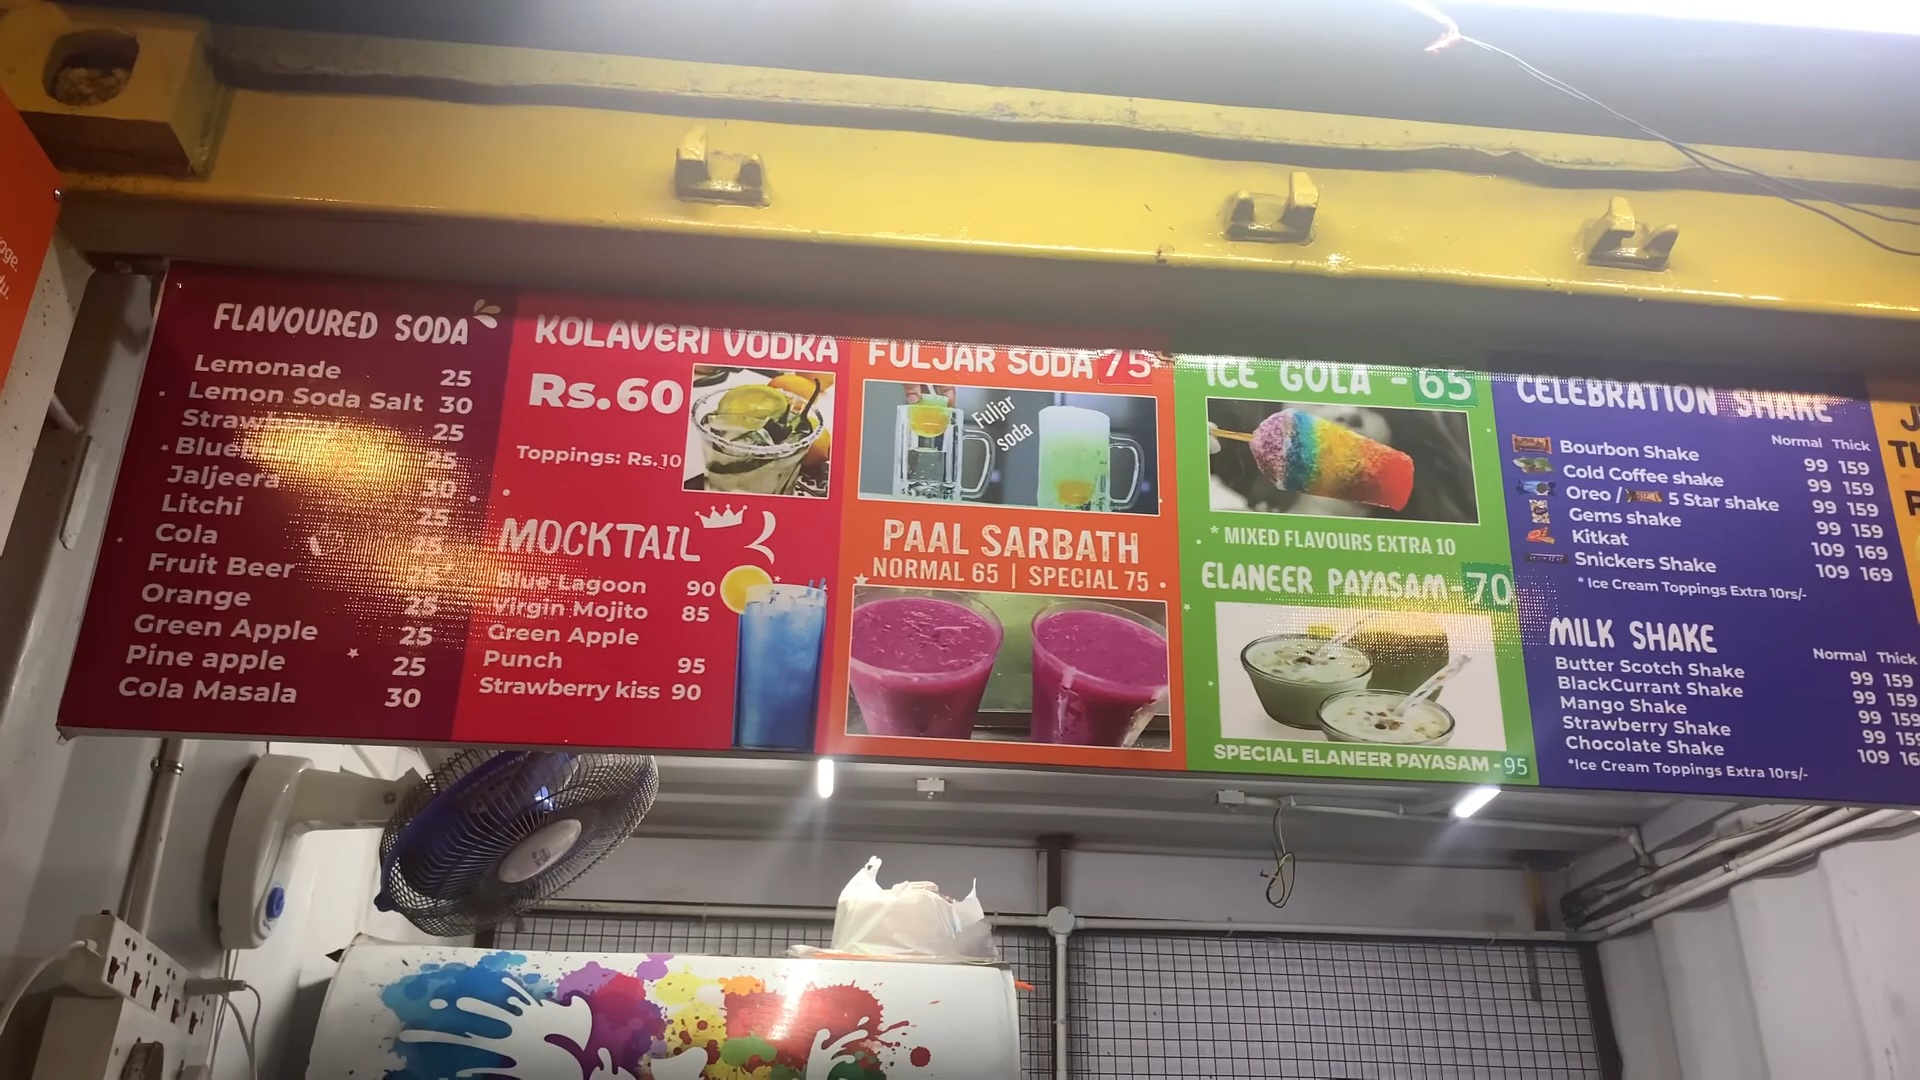 FLAVOURED SODA
Lemonade 25
Lemon Soda Salt 30
25
25
Jaljeera 30
Litchi 25
Cola 25
Fruit Beer 25
Orange 25
Green Apple 25
Pine apple 25
Cola Masala 30
KOLAVERI VODKA
Rs.60
Toppings: Rs.10
MOCKTAIL
Blue Lagoon 90
Virgin Mojito 85
Green Apple
Punch 95
Strawberry kiss 90
FULJAR SODA 75
Fuljar
soda
PAAL SARBATH
NORMAL 65 | SPECIAL 75
ICE GOLA - 65
* MIXED FLAVOURS EXTRA 10
ELANEER PAYASAM- 70
SPECIAL ELANEER PAYASAM - 95
CELEBRATION SHAKE
Normal Thick
Bourbon Shake 99 159
Cold Coffee shake 99 159
Oreo / 5 Star shake 99 159
Gems shake 99 159
Kitkat 109 169
Snickers Shake 109 169
* Ice Cream Toppings Extra 10rs/-
MILK SHAKE
Normal Thick
Butter Scotch Shake 99 159
BlackCurrant Shake 99 159
Mango Shake 99 159
Strawberry Shake 99
Chocolate Shake 109
*Ice Cream Toppings Extra 10rs/-